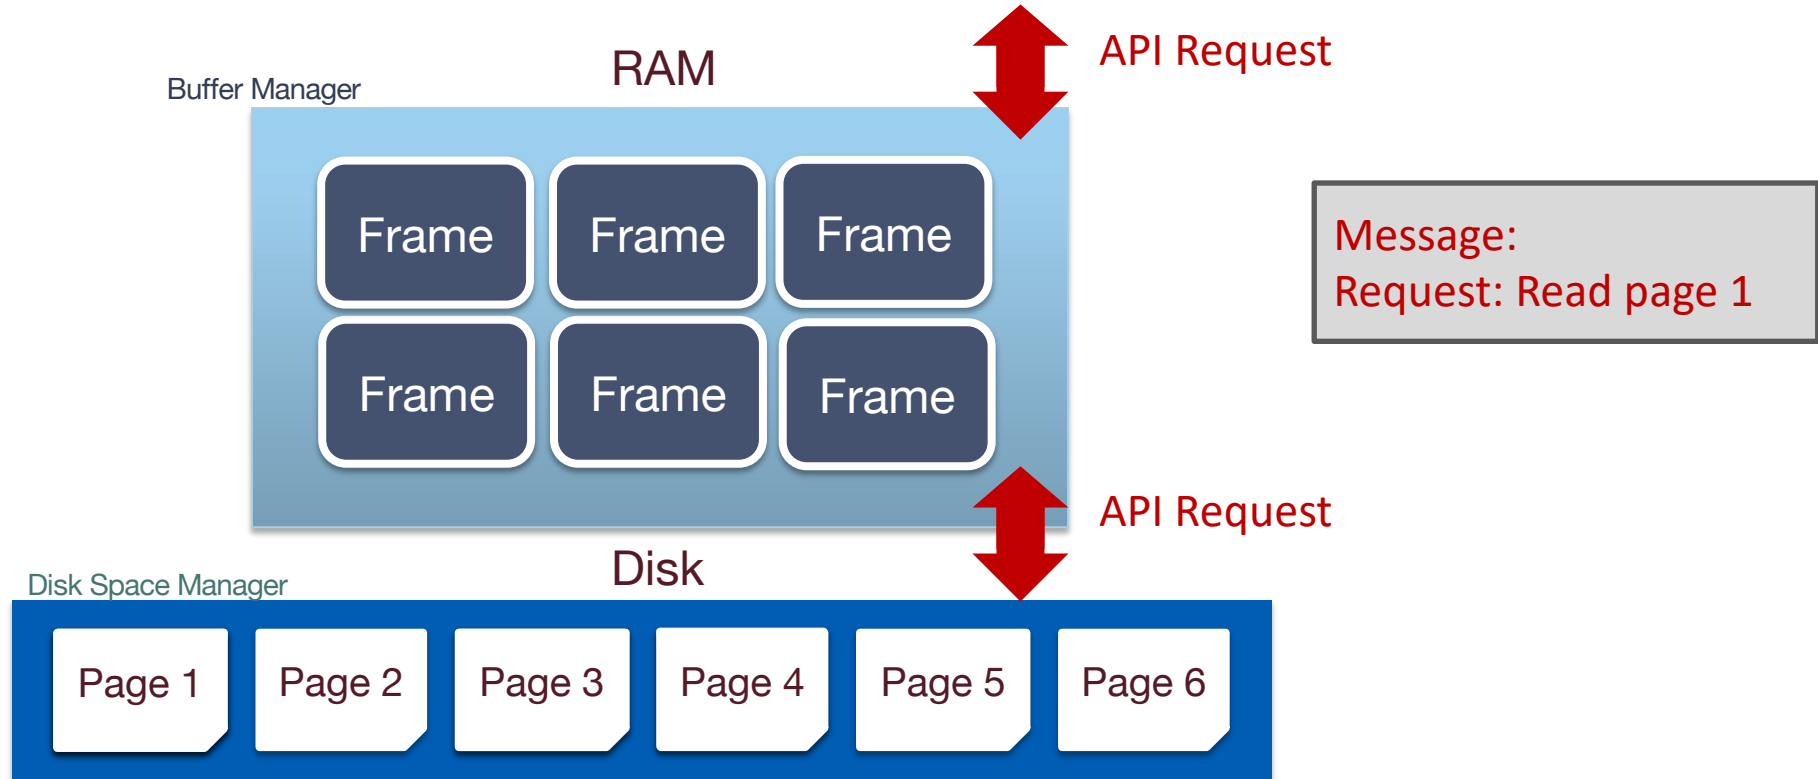 RAM
API Request
Buffer Manager
Frame Frame Frame
Message:
Request: Read page 1
Frame Frame Frame
API Request
Disk
Disk Space Manager
Page 1 Page 2 Page 3 Page 4 Page 5 Page 6